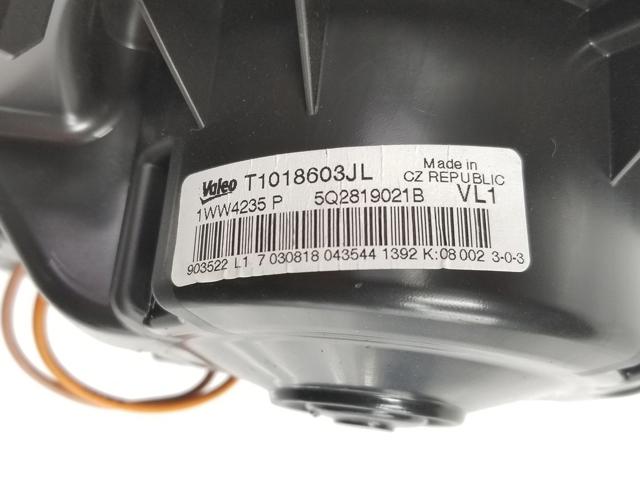 Valeo T1018603JL Made in
CZ REPUBLIC
1WW4235 P 5Q2819021B VL1
903522 L1 7 030818 043544 1392 K:08 002 3-0-3